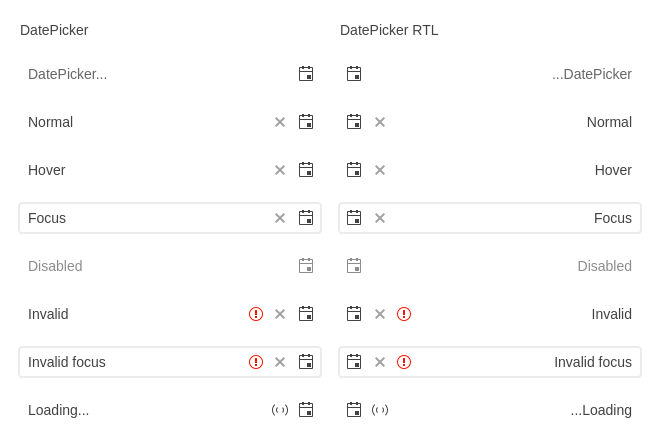 DatePicker
DatePicker...
Normal
Hover
Focus
Disabled
Invalid
Invalid focus
Loading...
DatePicker RTL
...DatePicker
Normal
Hover
Focus
Disabled
Invalid
Invalid focus
...Loading